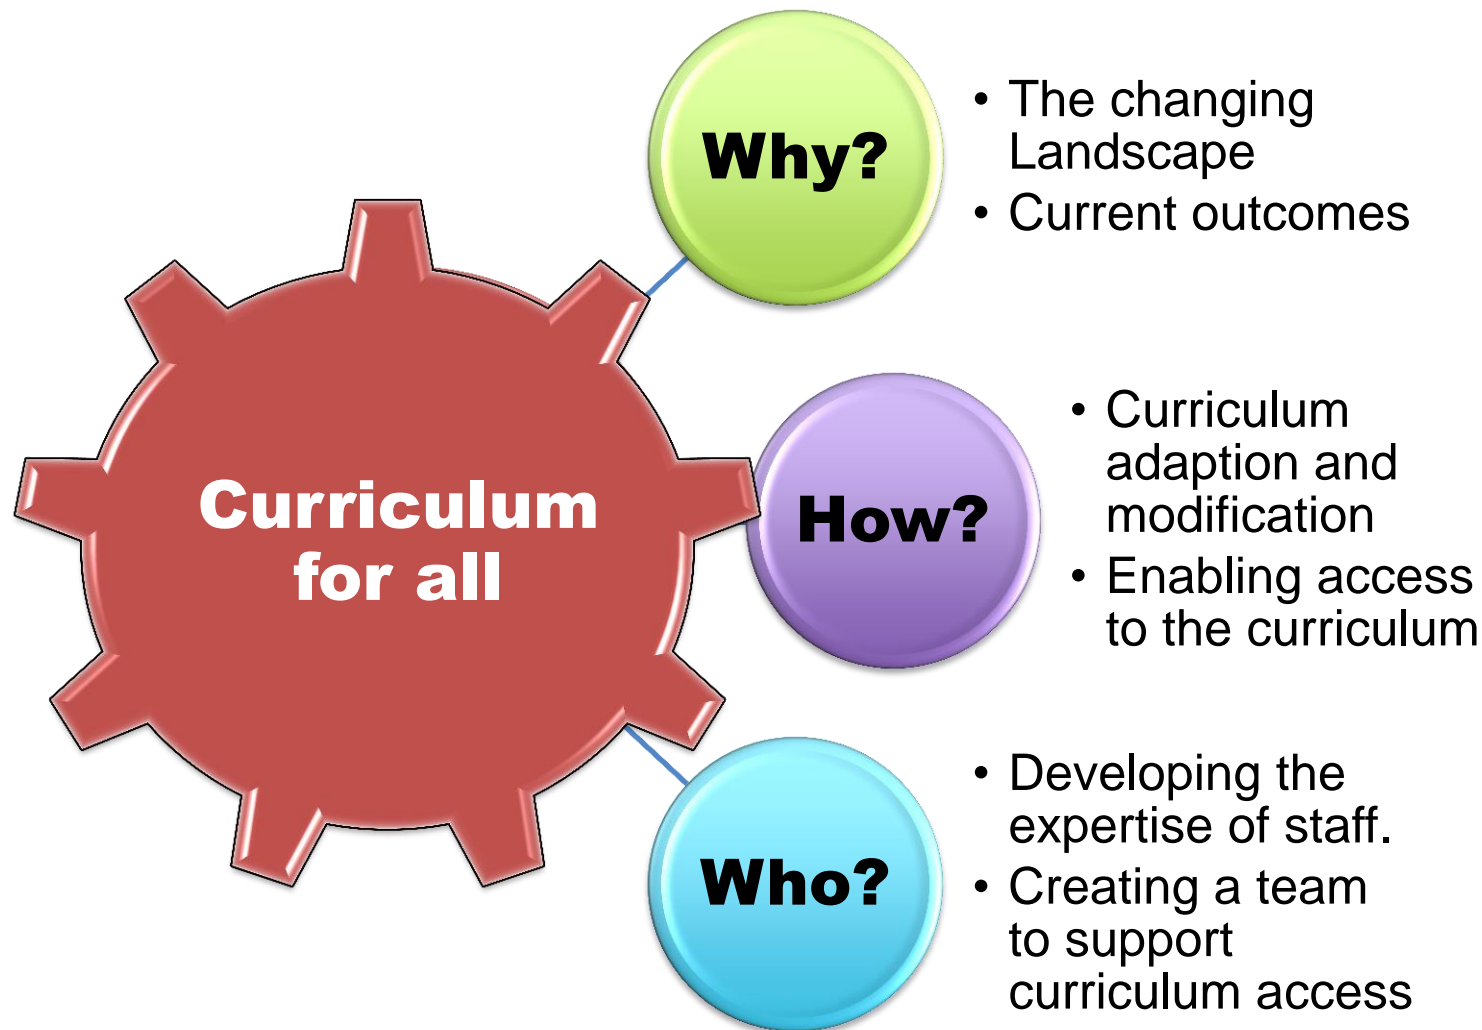 Curriculum
for all
Why?
• The changing
Landscape
• Current outcomes
How?
• Curriculum
adaption and
modification
• Enabling access
to the curriculum
Who?
• Developing the
expertise of staff.
• Creating a team
to support
curriculum access